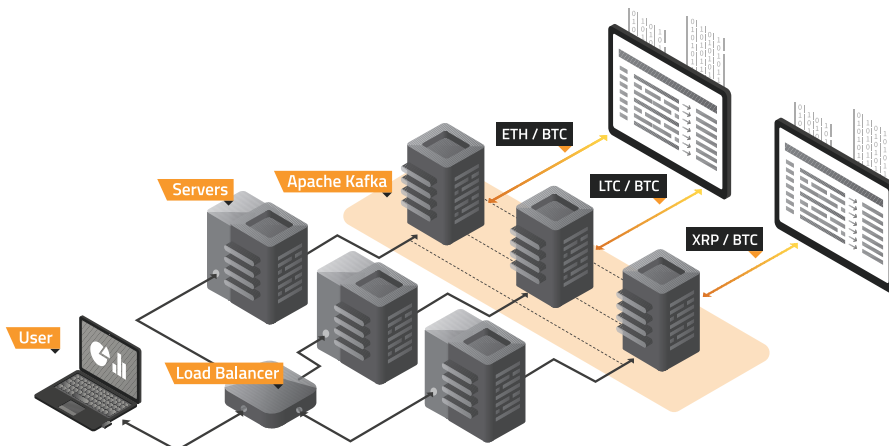 ETH / BTC
Apache Kafka
Servers
LTC / BTC
XRP / BTC
User
Load Balancer